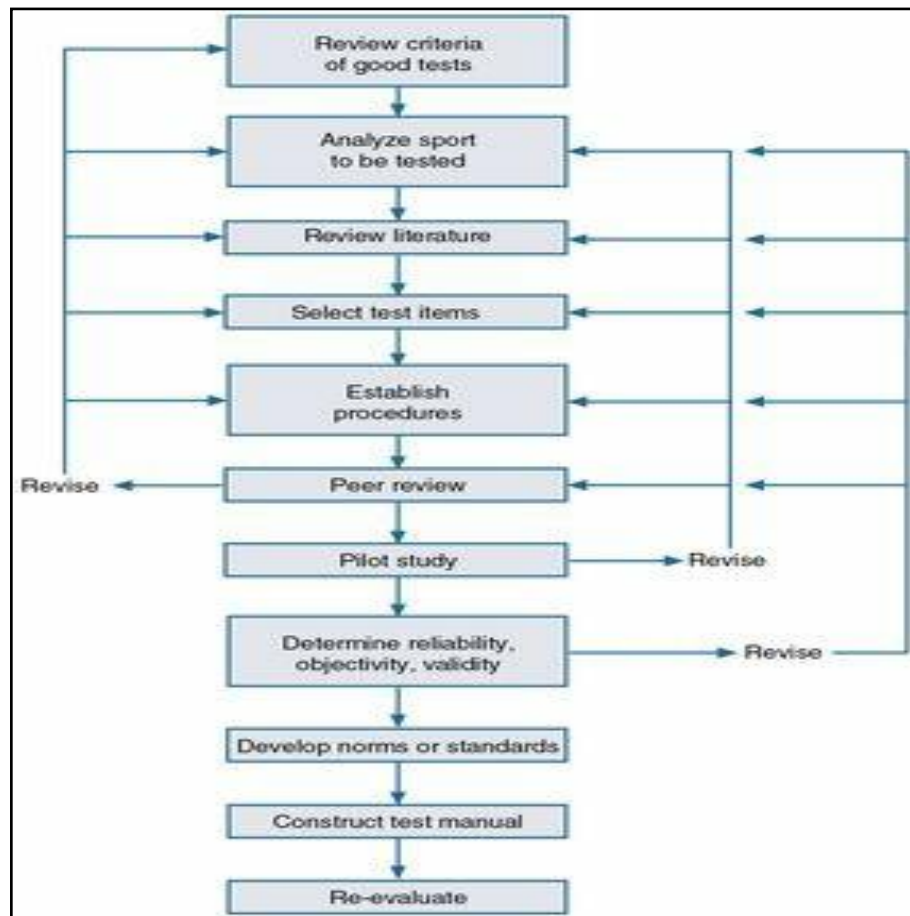 Review criteria
of good tests
Analyze sport
to be tested
Review literature
Select test items
Establish
procedures
Revise
Peer review
Pilot study
Revise
Determine reliability,
objectivity, validity
Revise
Develop norms or standards
Construct test manual
Re-evaluate